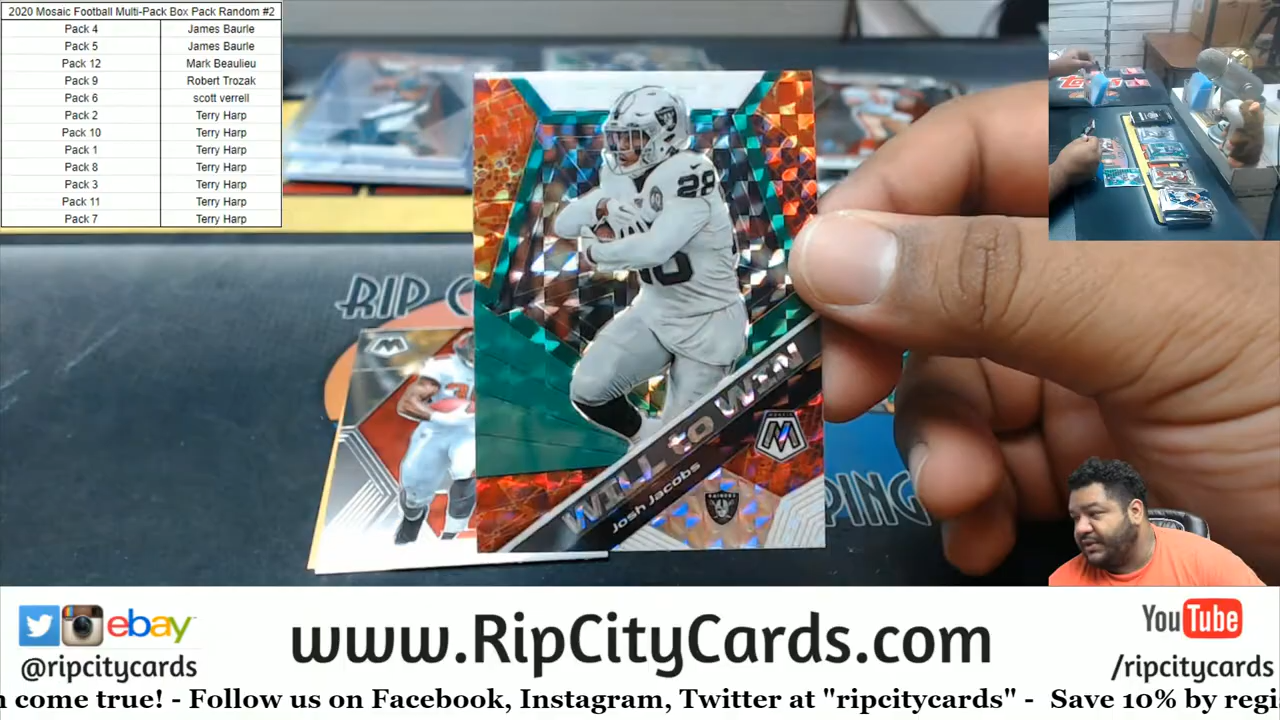 2020 Mosaic Football Multi-Pack Box Pack Random #2
Pack 4 James Baurle
Pack 5 James Baurle
Pack 12 Mark Beaulieu
Pack 9 Robert Trozak
Pack 6 scott verrell
Pack 2 Terry Harp
Pack 10 Terry Harp
Pack 1 Terry Harp
Pack 8 Terry Harp
Pack 3 Terry Harp
Pack 11 Terry Harp
Pack 7 Terry Harp
RIP C
28
WILL to WIN
Josh Jacobs
MOSAIC
M
RAIDERS
M
PING
ebay
@ripcitycards
www.RipCityCards.com
YouTube
/ripcitycards
come true! - Follow us on Facebook, Instagram, Twitter at "ripcitycards" - Save 10% by regi